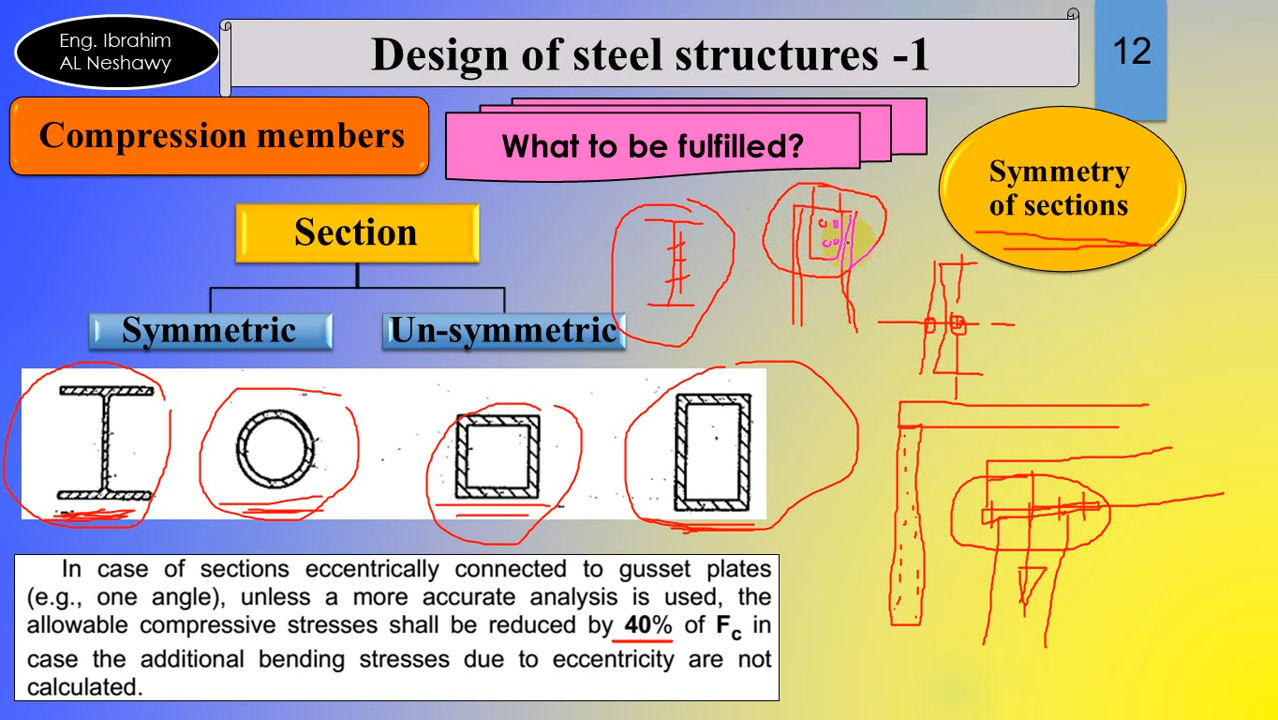 Eng. Ibrahim
AL Neshawy
Design of steel structures -1
12
Compression members
What to be fulfilled?
Symmetry
of sections
Section
Symmetric
Un-symmetric
In case of sections eccentrically connected to gusset plates
(e.g., one angle), unless a more accurate analysis is used, the
allowable compressive stresses shall be reduced by 40% of Fc in
case the additional bending stresses due to eccentricity are not
calculated.